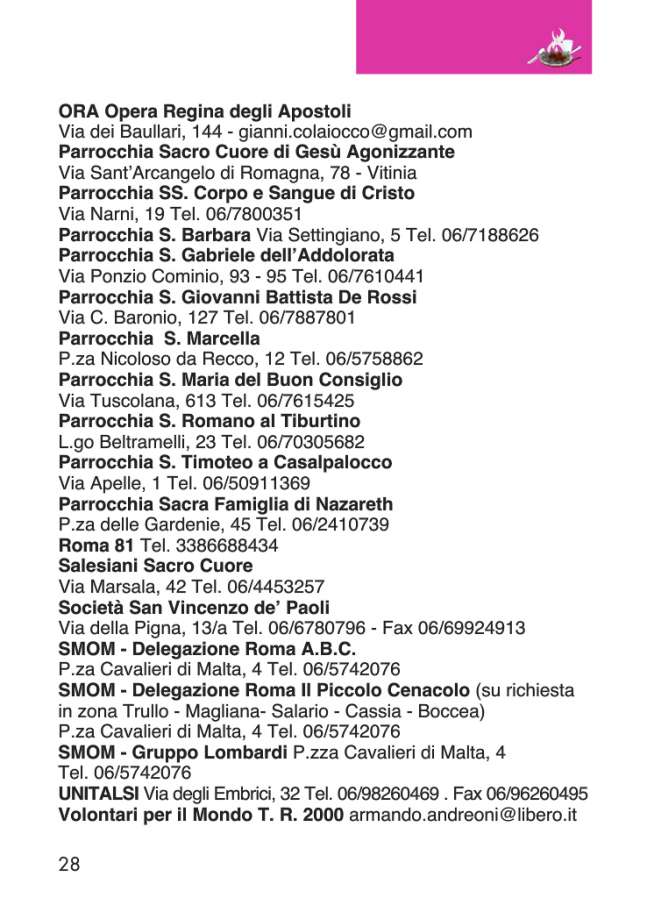 ORA Opera Regina degli Apostoli
Via dei Baullari, 144 - gianni.colaiocco@gmail.com
Parrocchia Sacro Cuore di Gesù Agonizzante
Via Sant’Arcangelo di Romagna, 78 - Vitinia
Parrocchia SS. Corpo e Sangue di Cristo
Via Narni, 19 Tel. 06/7800351
Parrocchia S. Barbara Via Settingiano, 5 Tel. 06/7188626
Parrocchia S. Gabriele dell’Addolorata
Via Ponzio Cominio, 93 - 95 Tel. 06/7610441
Parrocchia S. Giovanni Battista De Rossi
Via C. Baronio, 127 Tel. 06/7887801
Parrocchia  S. Marcella
P.za Nicoloso da Recco, 12 Tel. 06/5758862
Parrocchia S. Maria del Buon Consiglio
Via Tuscolana, 613 Tel. 06/7615425
Parrocchia S. Romano al Tiburtino
L.go Beltramelli, 23 Tel. 06/70305682
Parrocchia S. Timoteo a Casalpalocco
Via Apelle, 1 Tel. 06/50911369
Parrocchia Sacra Famiglia di Nazareth
P.za delle Gardenie, 45 Tel. 06/2410739
Roma 81 Tel. 3386688434
Salesiani Sacro Cuore
Via Marsala, 42 Tel. 06/4453257
Società San Vincenzo de’ Paoli
Via della Pigna, 13/a Tel. 06/6780796 - Fax 06/69924913
SMOM - Delegazione Roma A.B.C.
P.za Cavalieri di Malta, 4 Tel. 06/5742076
SMOM - Delegazione Roma Il Piccolo Cenacolo (su richiesta
in zona Trullo - Magliana- Salario - Cassia - Boccea)
P.za Cavalieri di Malta, 4 Tel. 06/5742076
SMOM - Gruppo Lombardi P.zza Cavalieri di Malta, 4
Tel. 06/5742076
UNITALSI Via degli Embrici, 32 Tel. 06/98260469 . Fax 06/96260495
Volontari per il Mondo T. R. 2000 armando.andreoni@libero.it
28